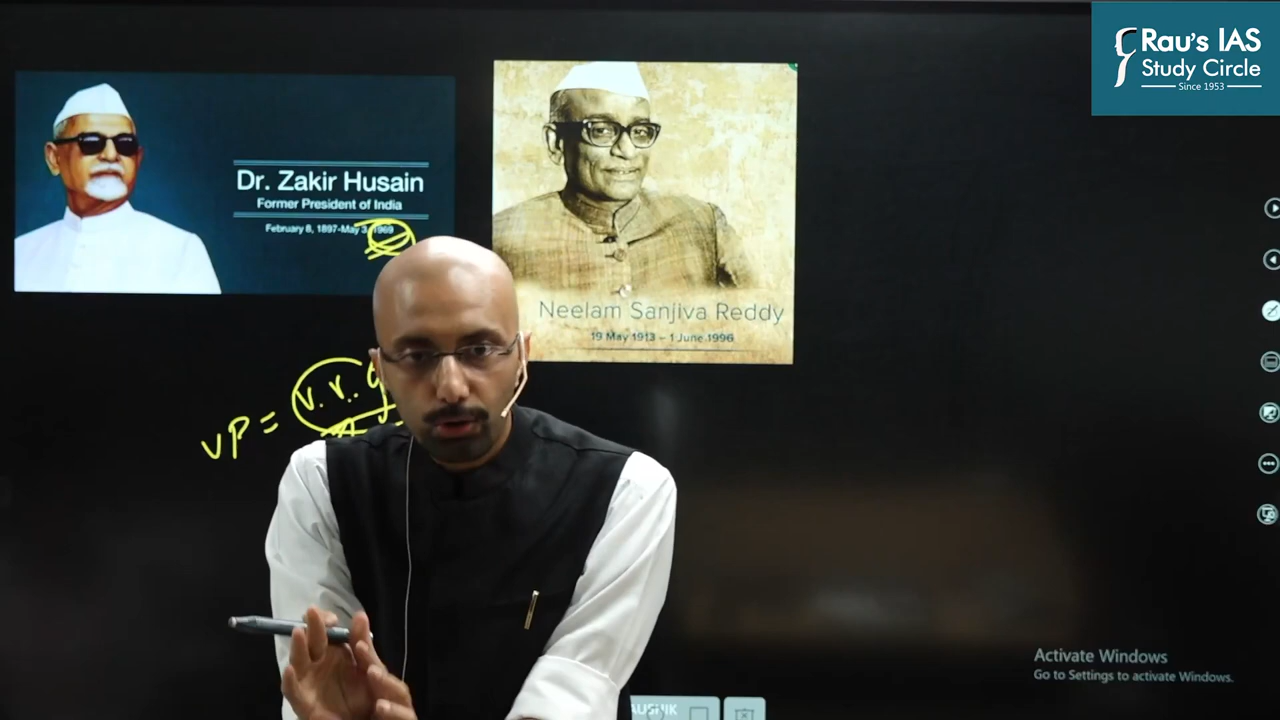 Rau's IAS
Study Circle
Since 1953
Dr. Zakir Husain
Former President of India
February 8, 1897-May 3, 1969
Neelam Sanjiva Reddy
19 May 1913 – 1 June 1996
VP = V.V. G
Activate Windows
Go to Settings to activate Windows.
AUSHIK